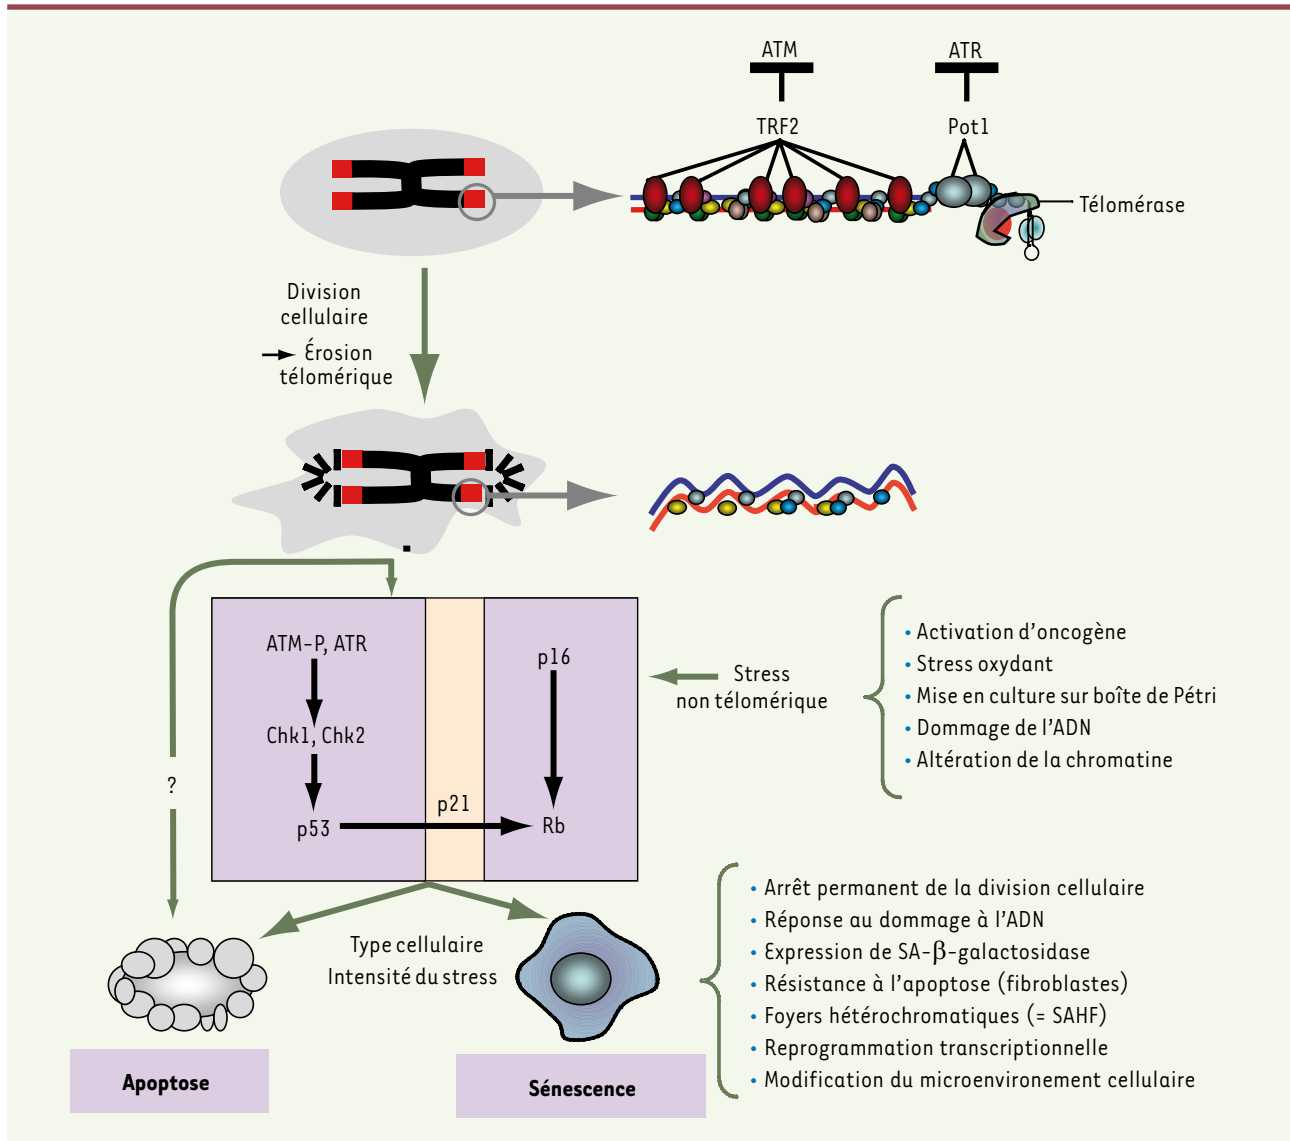 ATM
ATR
TRF2
Pot1
Télomérase
Division
cellulaire
Érosion
télomérique
ATM-P, ATR
Chk1, Chk2
p53
p21
p16
Rb
?
Stress
non télomérique
• Activation d'oncogène
• Stress oxydant
• Mise en culture sur boîte de Pétri
• Dommage de l'ADN
• Altération de la chromatine
Type cellulaire
Intensité du stress
• Arrêt permanent de la division cellulaire
• Réponse au dommage à l'ADN
• Expression de SA-β-galactosidase
• Résistance à l'apoptose (fibroblastes)
• Foyers hétérochromatiques (= SAHF)
• Reprogrammation transcriptionnelle
• Modification du microenvironement cellulaire
Apoptose
Sénescence